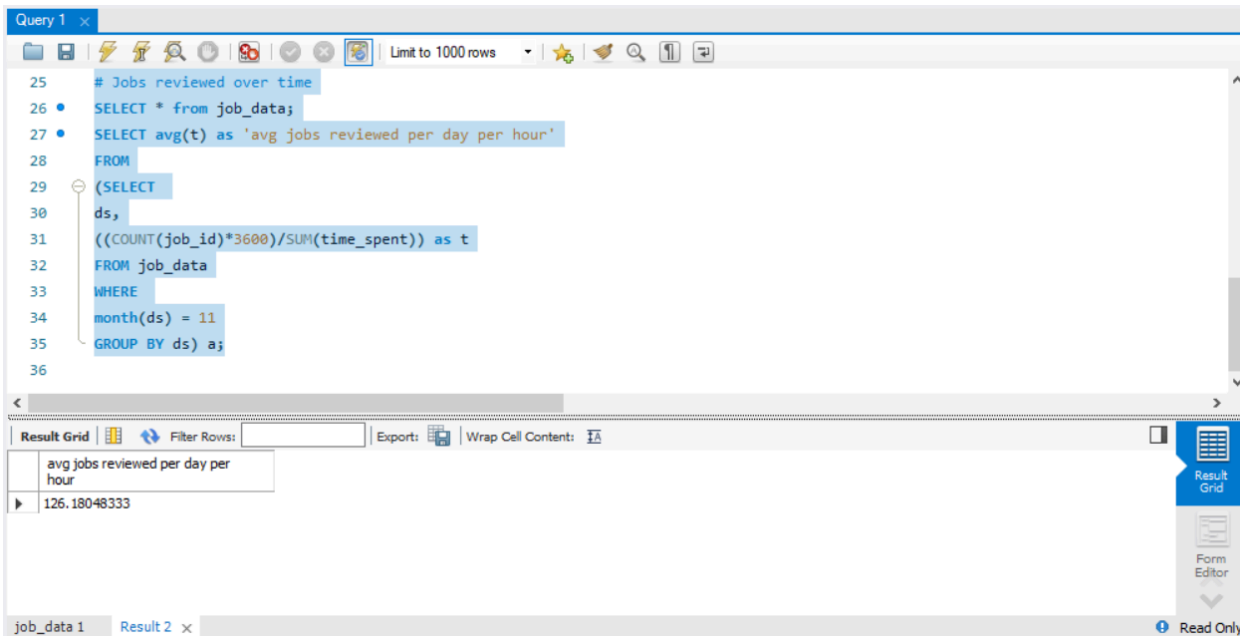 Query 1
Limit to 1000 rows
25 # Jobs reviewed over time
26 SELECT * from job_data;
27 SELECT avg(t) as 'avg jobs reviewed per day per hour'
28 FROM
29 (SELECT
30 ds,
31 ((COUNT(job_id)*3600)/SUM(time_spent)) as t
32 FROM job_data
33 WHERE
34 month(ds) = 11
35 GROUP BY ds) a;
36
Result Grid Filter Rows: Export: Wrap Cell Content:
avg jobs reviewed per day per
hour
126.18048333
Result
Grid
Form
Editor
job_data 1 Result 2 Read Only